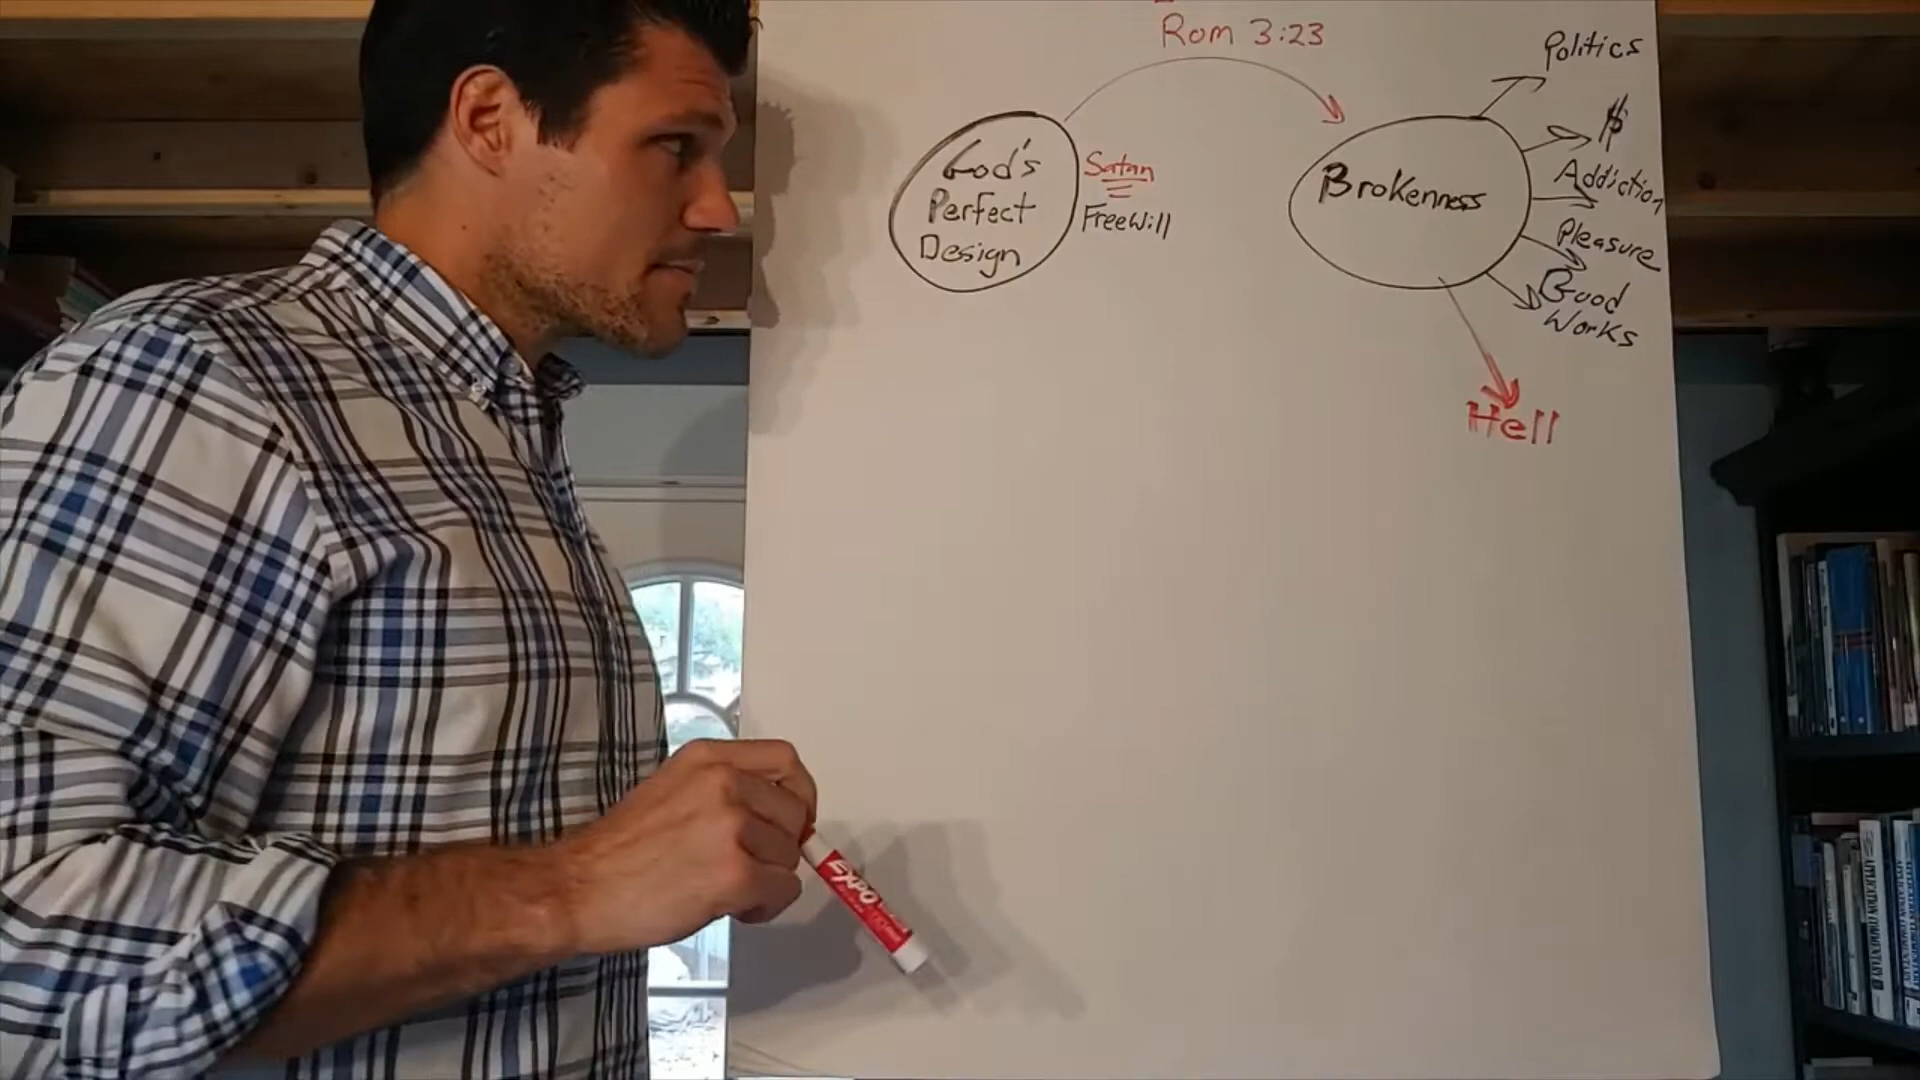 Rom 3:23
God's
Perfect
Design
Satan
FreeWill
Brokenness
Politics
$
Addiction
Pleasure
Good
Works
Hell
EXPO